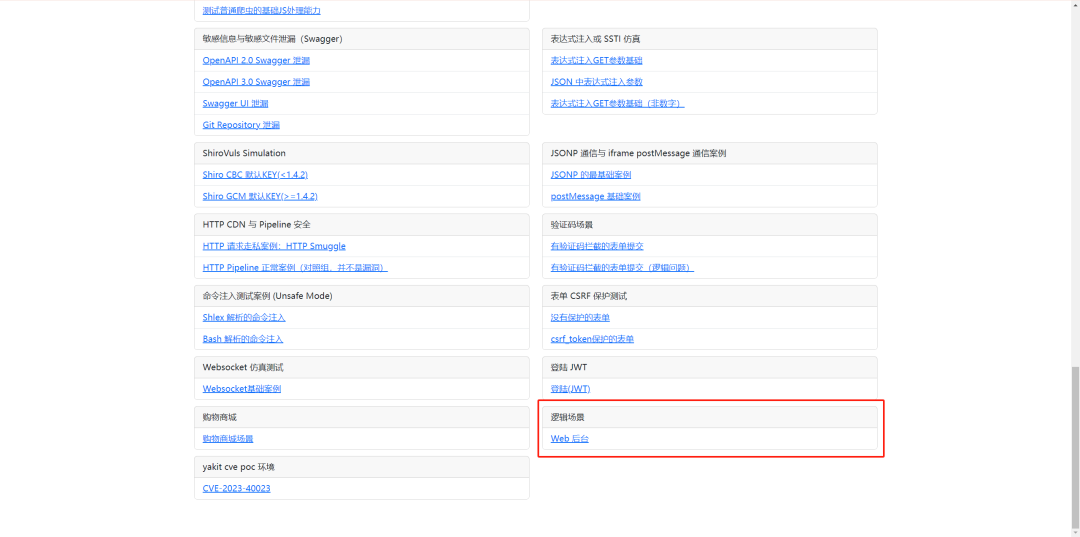 测试普通爬虫的基础JS处理能力
敏感信息与敏感文件泄漏（Swagger）
OpenAPI 2.0 Swagger 泄漏
OpenAPI 3.0 Swagger 泄漏
Swagger UI 泄漏
Git Repository 泄漏
表达式注入或 SSTI 仿真
表达式注入GET参数基础
JSON 中表达式注入参数
表达式注入GET参数基础（非数字）
ShiroVuls Simulation
Shiro CBC 默认KEY(<1.4.2)
Shiro GCM 默认KEY(>=1.4.2)
JSONP 通信与 iframe postMessage 通信案例
JSONP 的最基础案例
postMessage 基础案例
HTTP CDN 与 Pipeline 安全
HTTP 请求走私案例：HTTP Smuggle
HTTP Pipeline 正常案例（对照组，并不是漏洞）
验证码场景
有验证码拦截的表单提交
有验证码拦截的表单提交（逻辑问题）
命令注入测试案例 (Unsafe Mode)
Shlex 解析的命令注入
Bash 解析的命令注入
表单 CSRF 保护测试
没有保护的表单
csrf_token保护的表单
Websocket 仿真测试
Websocket基础案例
登陆 JWT
登陆(JWT)
购物商城
购物商城场景
逻辑场景
Web 后台
yakit cve poc 环境
CVE-2023-40023